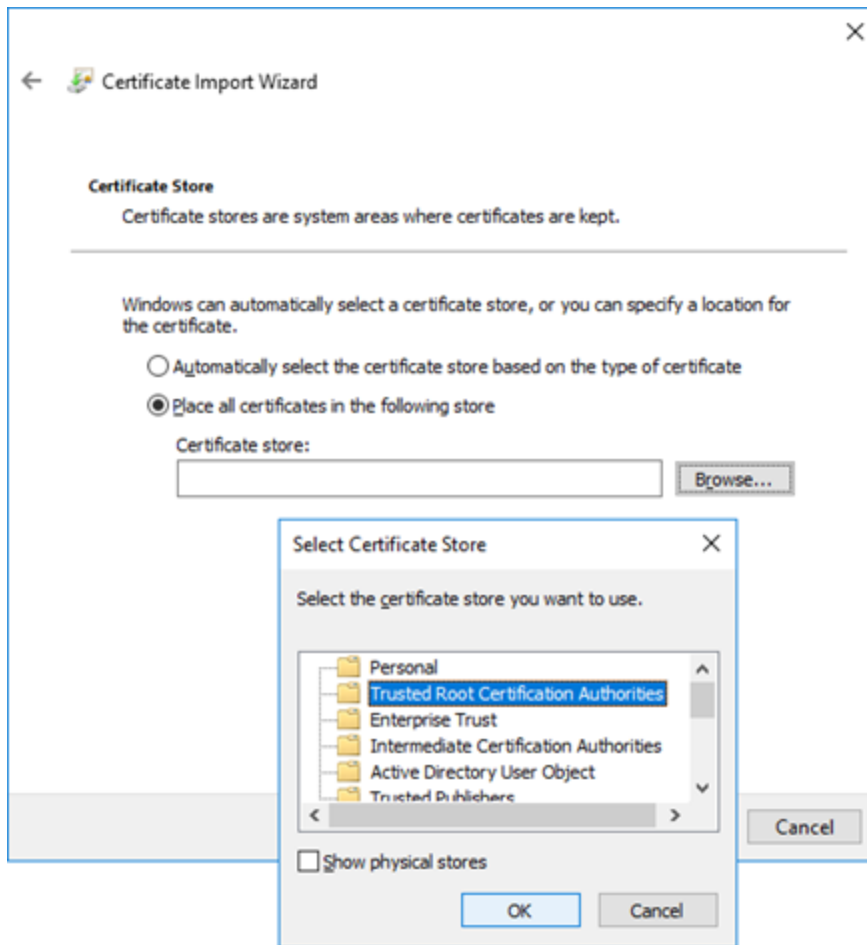 Certificate Import Wizard
Certificate Store
Certificate stores are system areas where certificates are kept.
Windows can automatically select a certificate store, or you can specify a location for
the certificate.
Automatically select the certificate store based on the type of certificate
Place all certificates in the following store
Certificate store:
Browse...
Select Certificate Store
Select the certificate store you want to use.
Personal
Trusted Root Certification Authorities
Enterprise Trust
Intermediate Certification Authorities
Active Directory User Object
Trusted Publishers
Cancel
Show physical stores
OK
Cancel